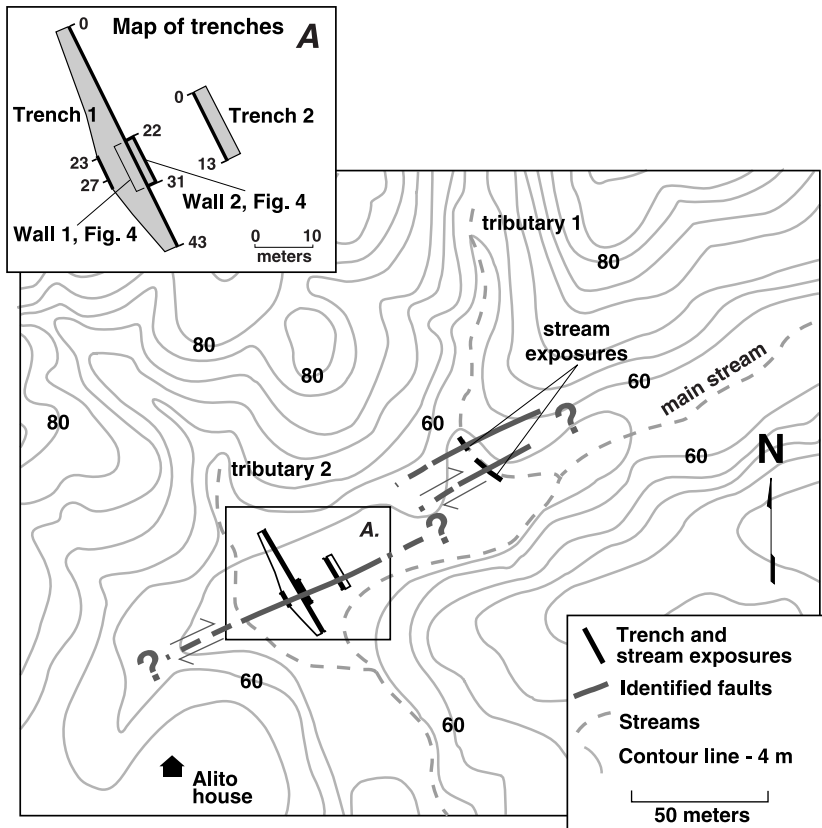 Map of trenches
A
0
Trench 1
0
Trench 2
22
13
23
27
31
Wall 2, Fig. 4
Wall 1, Fig. 4
43
0 10
meters
tributary 1
80
stream
exposures
80
80
60
main stream
60
80
60
?
N
tributary 2
A.
?
?
60
60
Alito
house
Trench and
stream exposures
Identified faults
Streams
Contour line - 4 m
50 meters